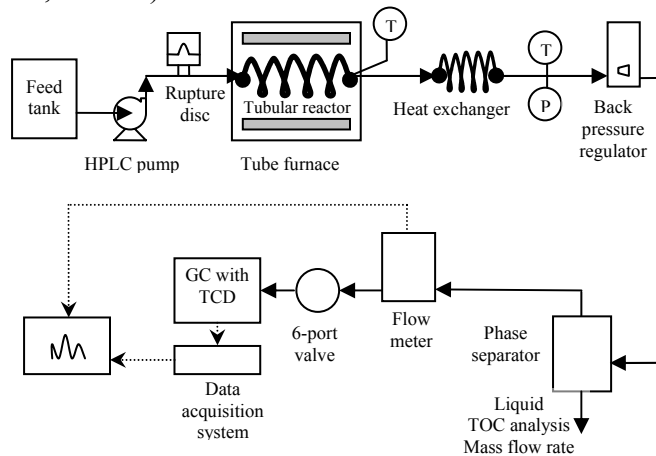 T
Feed
tank
Rupture
disc
Tubular reactor
HPLC pump
Tube furnace
Heat exchanger
T
P
Back
pressure
regulator
GC with
TCD
6-port
valve
Flow
meter
Phase
separator
Data
acquisition
system
Liquid
TOC analysis
Mass flow rate